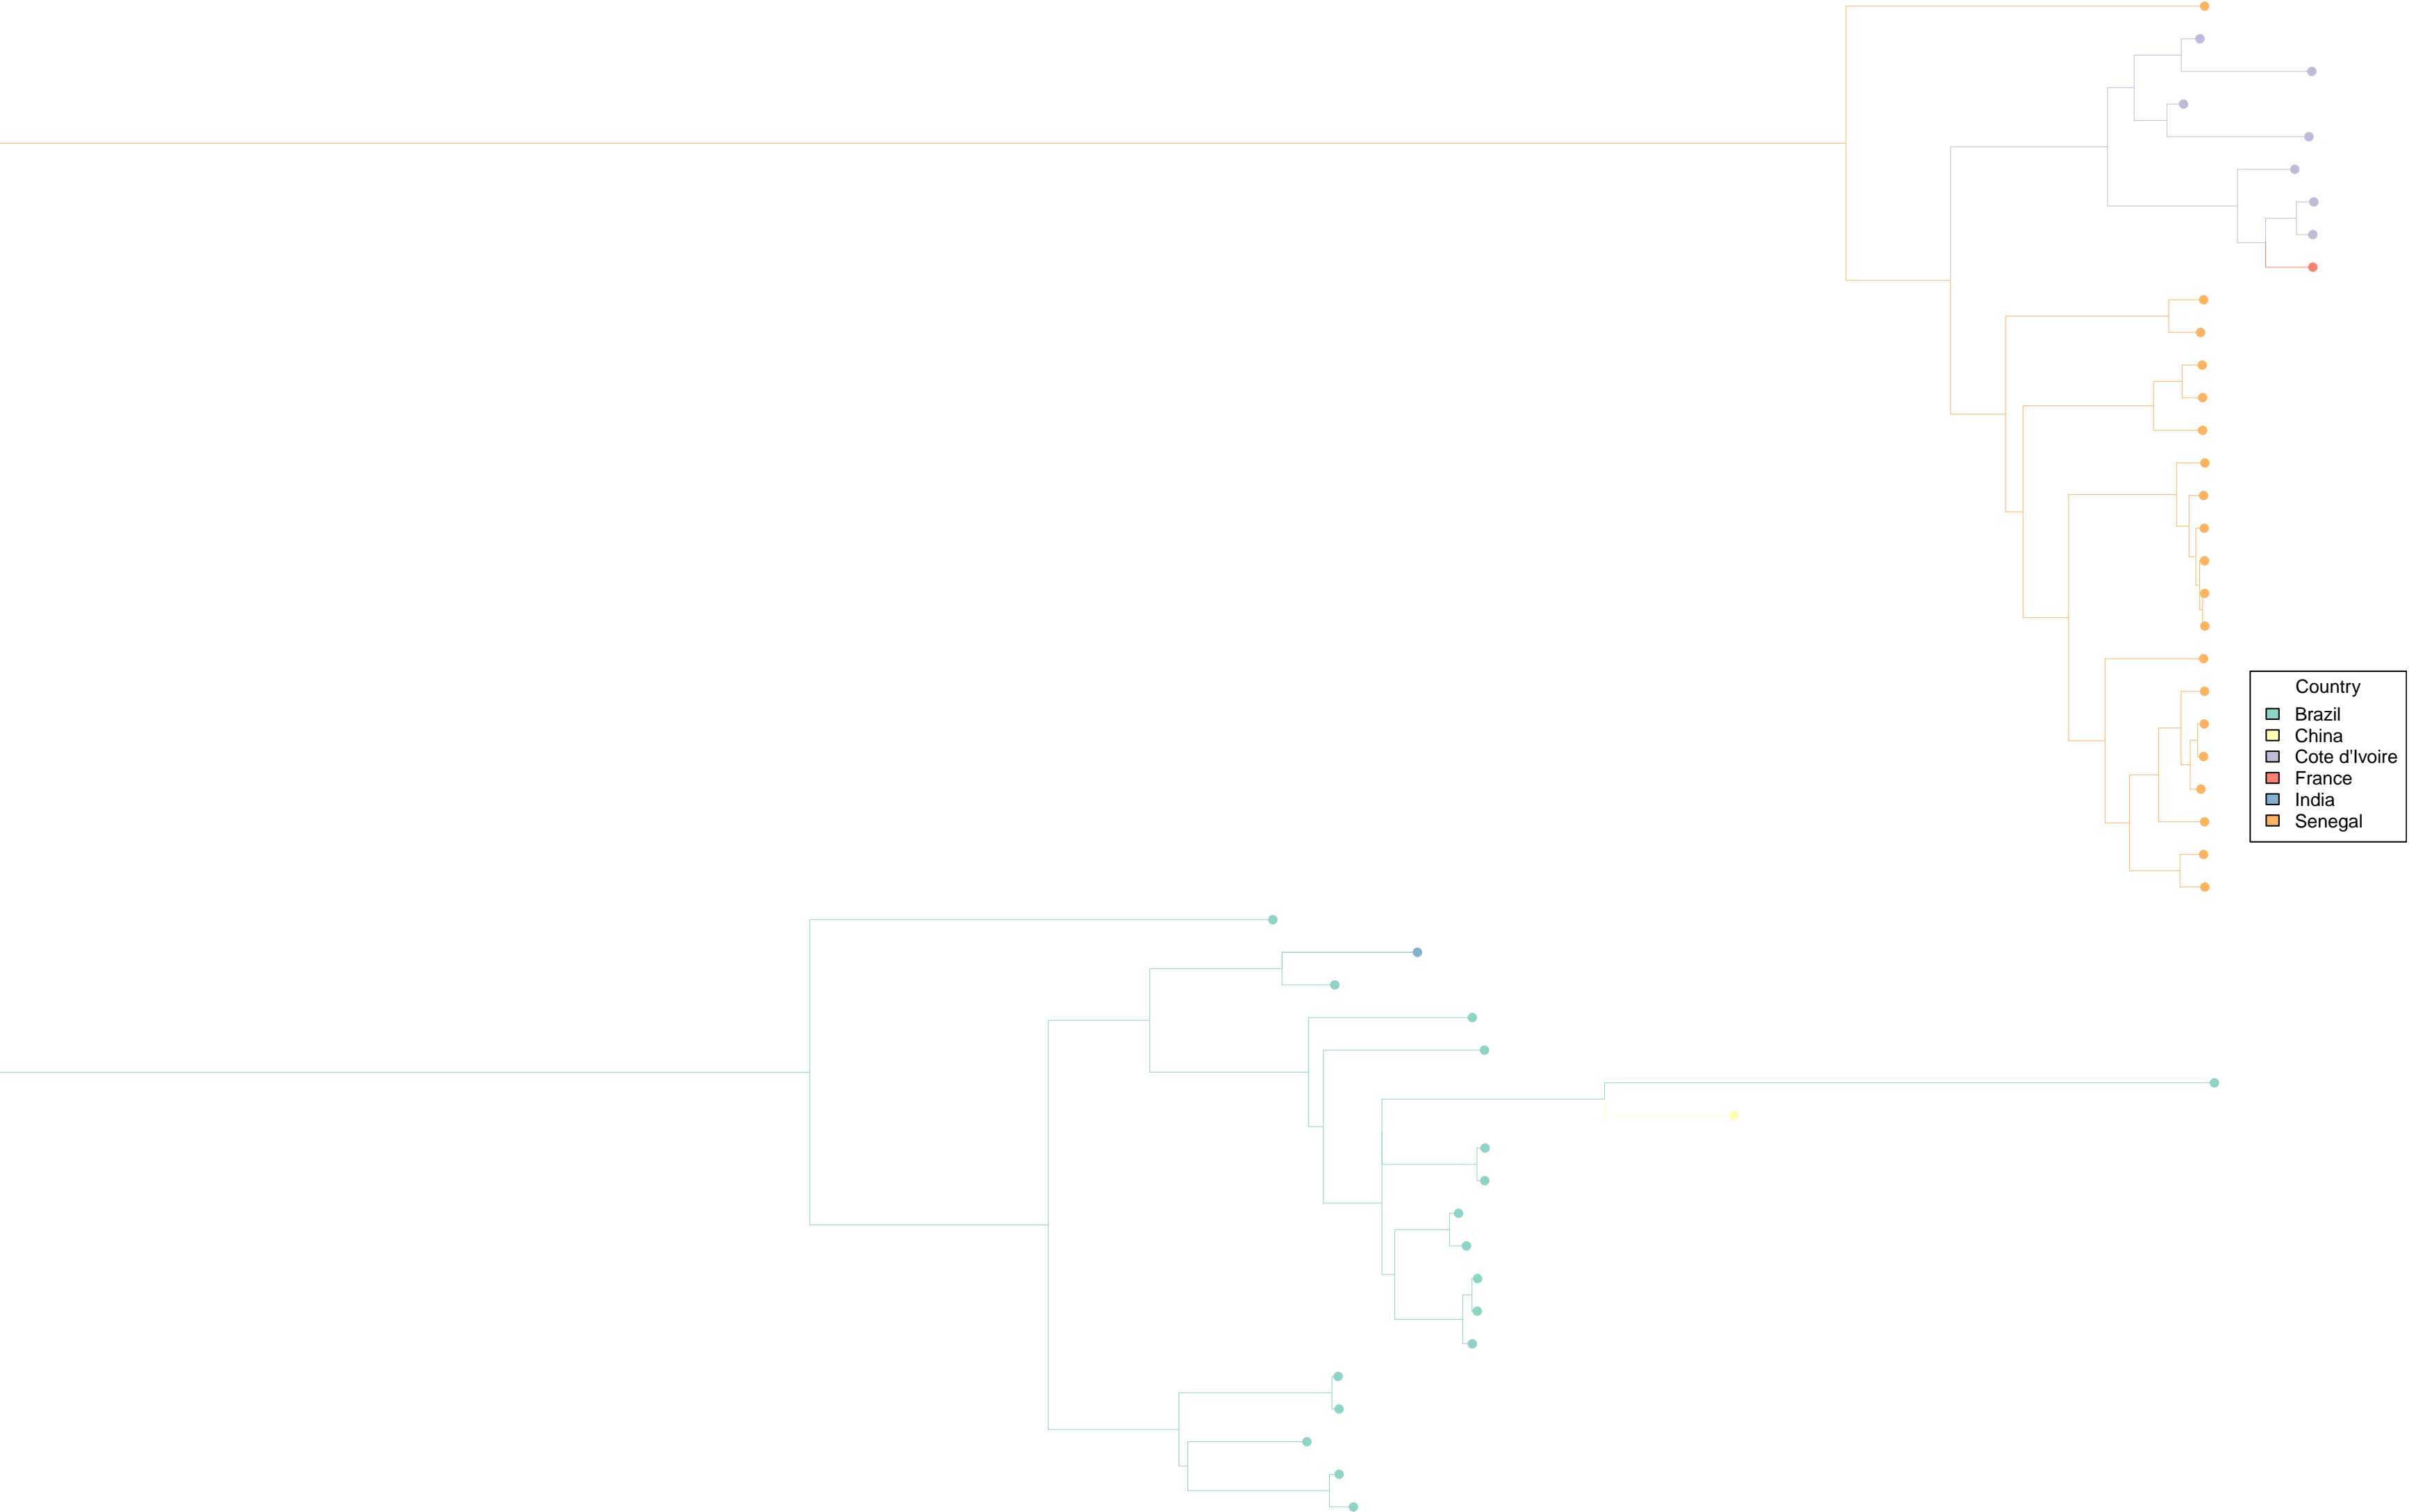 Country
Brazil
China
Cote d'Ivoire
France
India
Senegal